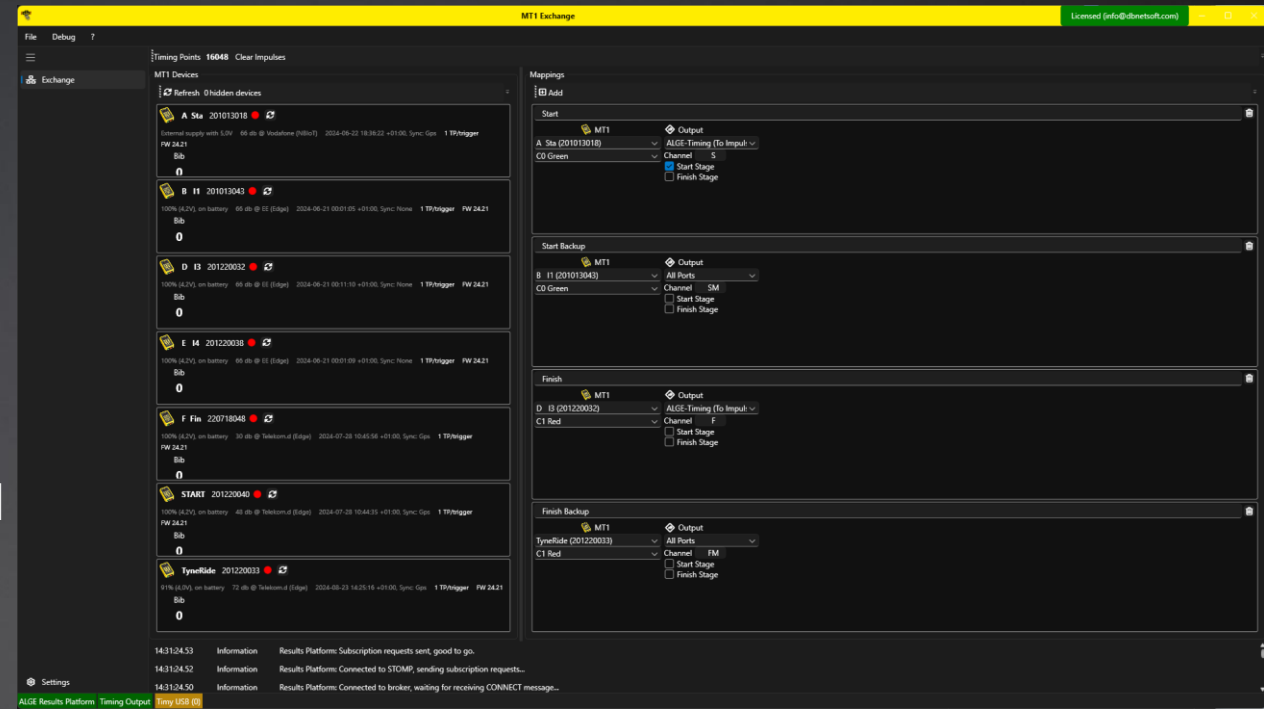 MT1 Exchange
Licensed (info@dbnetsoft.com)
File Debug ?
Timing Points 16048 Clear Impulses
Exchange
MT1 Devices
Refresh 0 hidden devices
A Sta 201013018
External supply with 5,0V 66 db @ Vodafone (NBIoT) 2024-06-22 18:36:22 +01:00, Sync: Gps 1 TP/trigger
FW 24.21
Bib
0
B I1 201013043
100% (4,2V), on battery 66 db @ EE (Edge) 2024-06-21 00:01:05 +01:00, Sync: None 1 TP/trigger FW 24.21
Bib
0
D I3 201220032
100% (4,2V), on battery 66 db @ EE (Edge) 2024-06-21 00:11:10 +01:00, Sync: None 1 TP/trigger FW 24.21
Bib
0
E I4 201220038
100% (4,2V), on battery 66 db @ EE (Edge) 2024-06-21 00:01:09 +01:00, Sync: None 1 TP/trigger FW 24.21
Bib
0
F Fin 220718048
100% (4,2V), on battery 30 db @ Telekom.d (Edge) 2024-07-28 10:45:56 +01:00, Sync: Gps 1 TP/trigger
FW 24.21
Bib
0
START 201220040
100% (4,2V), on battery 48 db @ Telekom.d (Edge) 2024-07-28 10:44:35 +01:00, Sync: Gps 1 TP/trigger
FW 24.21
Bib
0
TyneRide 201220033
91% (4,0V), on battery 72 db @ Telekom.d (Edge) 2024-08-23 14:25:16 +01:00, Sync: Gps 1 TP/trigger FW 24.21
Bib
0
Mappings
Add
Start
MT1 Output
A Sta (201013018) ALGE-Timing (To Impul:
C0 Green Channel S
Start Stage
Finish Stage
Start Backup
MT1 Output
B I1 (201013043) All Ports
C0 Green Channel SM
Start Stage
Finish Stage
Finish
MT1 Output
D I3 (201220032) ALGE-Timing (To Impul:
C1 Red Channel F
Start Stage
Finish Stage
Finish Backup
MT1 Output
TyneRide (201220033) All Ports
C1 Red Channel FM
Start Stage
Finish Stage
14:31:24.53 Information Results Platform: Subscription requests sent, good to go.
14:31:24.52 Information Results Platform: Connected to STOMP, sending subscription requests...
14:31:24.50 Information Results Platform: Connected to broker, waiting for receiving CONNECT message...
Settings
ALGE Results Platform Timing Output Timy USB (0)